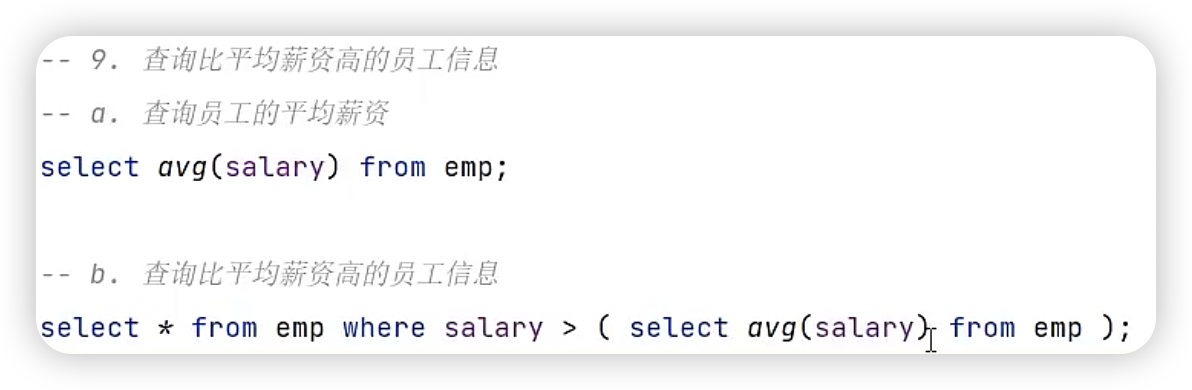 -- 9. 查询比平均薪资高的员工信息
-- a. 查询员工的平均薪资
select avg(salary) from emp;
-- b. 查询比平均薪资高的员工信息
select * from emp where salary > ( select avg(salary) from emp );